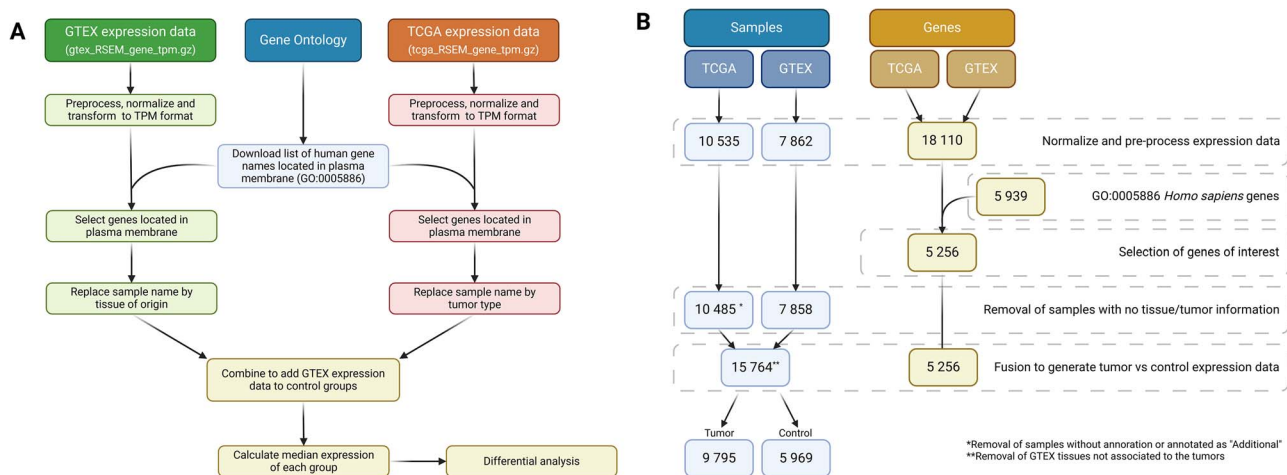 A
GTEX expression data
(gtex_RSEM_gene_tpm.gz)
Gene Ontology
TCGA expression data
(tcga_RSEM_gene_tpm.gz)
Preprocess, normalize and
transform to TPM format
Preprocess, normalize and
transform to TPM format
Download list of human gene
names located in plasma
membrane (GO:0005886)
Select genes located in
plasma membrane
Select genes located in
plasma membrane
Replace sample name by
tissue of origin
Replace sample name by
tumor type
Combine to add GTEX expression
data to control groups
Calculate median expression
of each group
Differential analysis
B
Samples
Genes
TCGA
GTEX
TCGA
GTEX
10 535
7 862
18 110
Normalize and pre-process expression data
5 939
GO:0005886 Homo sapiens genes
5 256
Selection of genes of interest
10 485 *
7 858
Removal of samples with no tissue/tumor information
15 764**
5 256
Fusion to generate tumor vs control expression data
Tumor
Control
9 795
5 969
*Removal of samples without annoration or annotated as "Additional"
**Removal of GTEX tissues not associated to the tumors